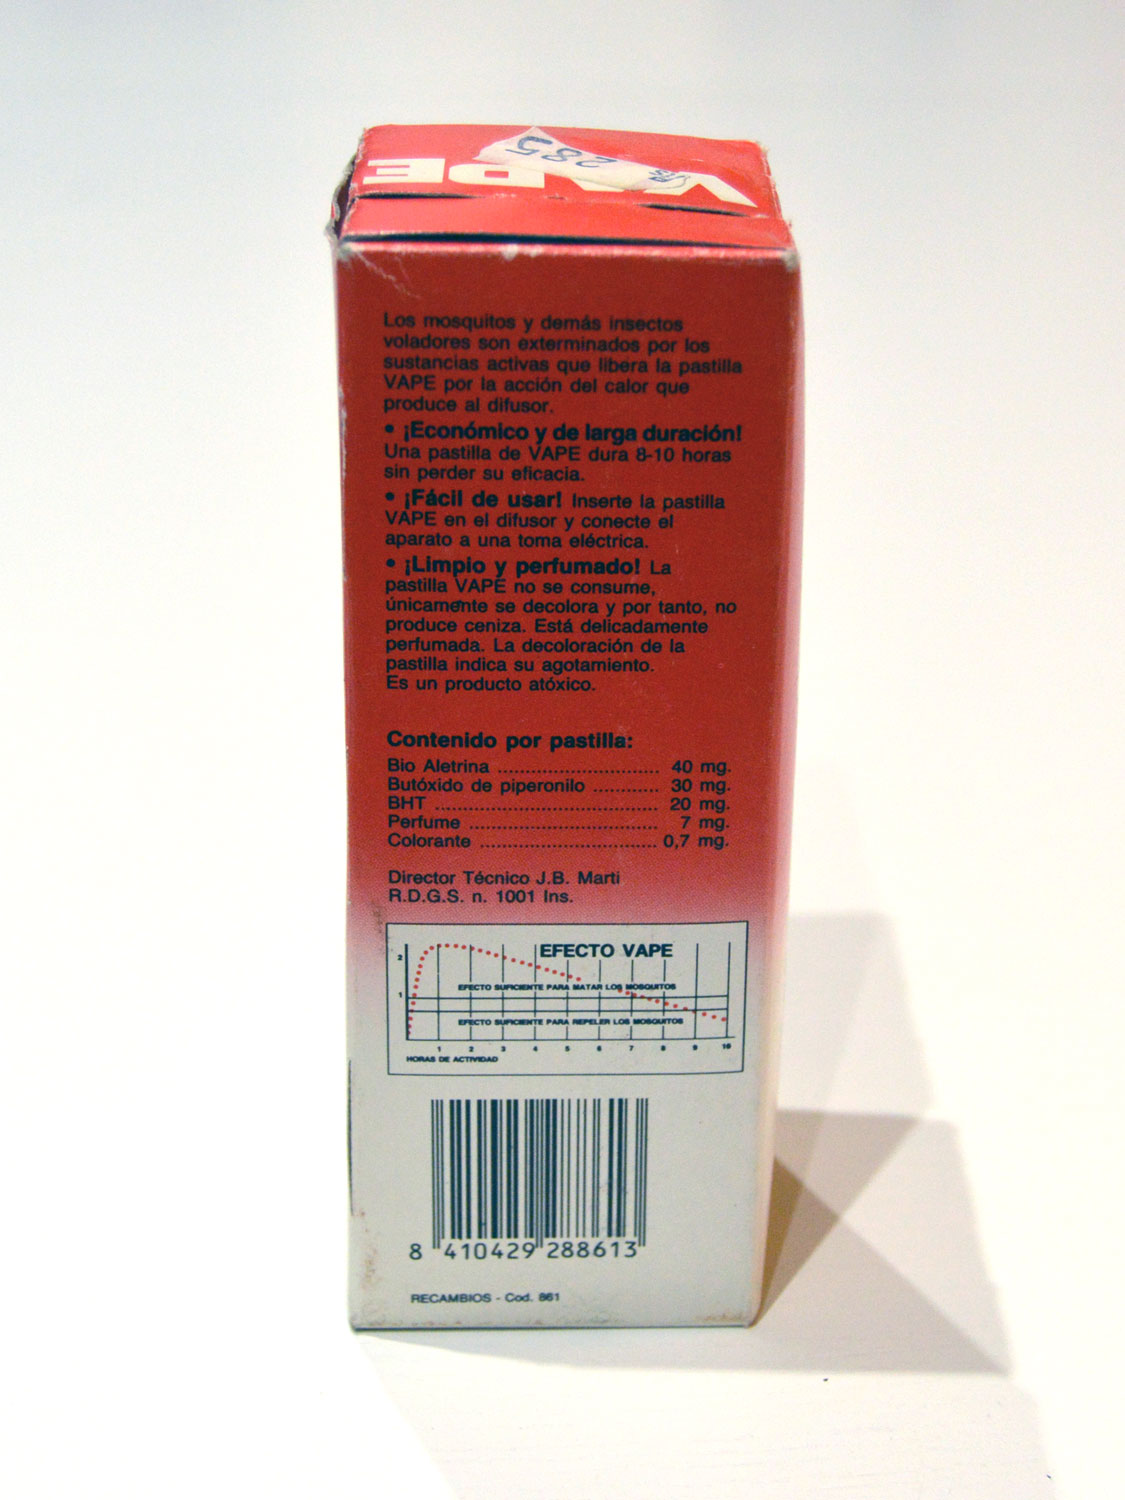 VAPE
285
Los mosquitos y demás insectos
voladores son exterminados por los
sustancias activas que libera la pastilla
VAPE por la acción del calor que
produce al difusor.
• ¡Económico y de larga duración!
Una pastilla de VAPE dura 8-10 horas
sin perder su eficacia.
• ¡Fácil de usar! Inserte la pastilla
VAPE en el difusor y conecte el
aparato a una toma eléctrica.
• ¡Limpio y perfumado! La
pastilla VAPE no se consume,
únicamente se decolora y por tanto, no
produce ceniza. Está delicadamente
perfumada. La decoloración de la
pastilla indica su agotamiento.
Es un producto atóxico.
Contenido por pastilla:
Bio Aletrina ................................ 40 mg.
Butóxido de piperonilo ............. 30 mg.
BHT ............................................ 20 mg.
Perfume ..................................... 7 mg.
Colorante ................................... 0,7 mg.
Director Técnico J.B. Marti
R.D.G.S. n. 1001 Ins.
EFECTO VAPE
2
EFECTO SUFICIENTE PARA MATAR LOS MOSQUITOS
1
EFECTO SUFICIENTE PARA REPELER LOS MOSQUITOS
1 2 3 4 5 6 7 8 9 10
HORAS DE ACTIVIDAD
8 410429 288613
RECAMBIOS - Cod. 861